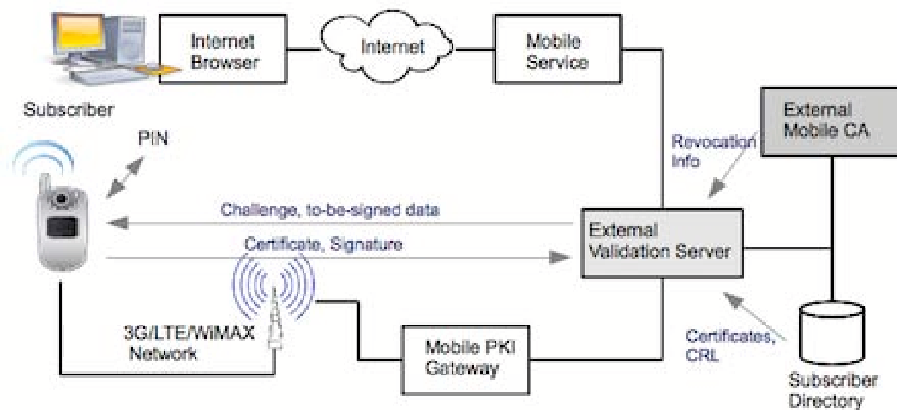 Internet
Browser
Internet
Mobile
Service
Subscriber
External
Mobile CA
PIN
Revocation
Info
Challenge, to-be-signed data
External
Validation Server
Certificate, Signature
3G/LTE/WiMAX
Network
Mobile PKI
Gateway
Certificates,
CRL
Subscriber
Directory